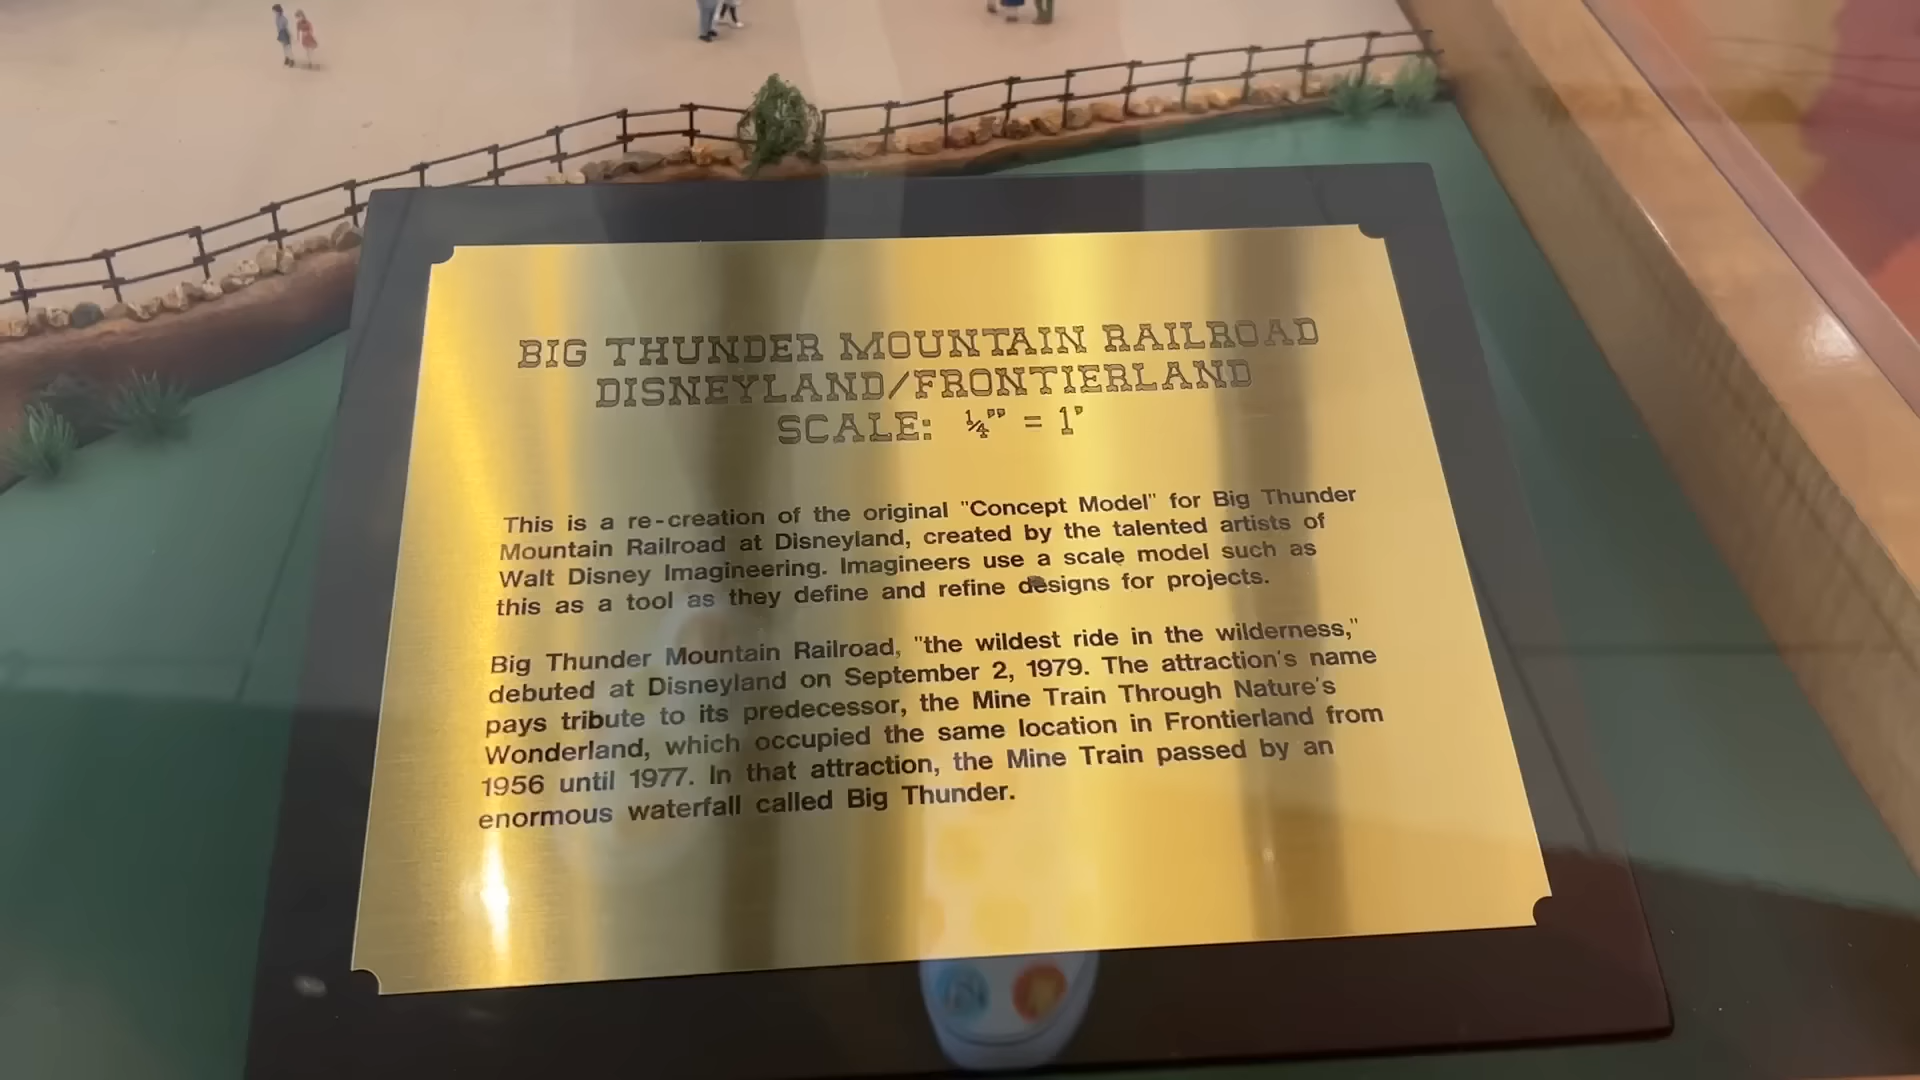 BIG THUNDER MOUNTAIN RAILROAD
DISNEYLAND/FRONTIERLAND
SCALE: ¼" = 1'
This is a re-creation of the original "Concept Model" for Big Thunder
Mountain Railroad at Disneyland, created by the talented artists of
Walt Disney Imagineering. Imagineers use a scale model such as
this as a tool as they define and refine designs for projects.
Big Thunder Mountain Railroad, "the wildest ride in the wilderness,"
debuted at Disneyland on September 2, 1979. The attraction's name
pays tribute to its predecessor, the Mine Train Through Nature's
Wonderland, which occupied the same location in Frontierland from
1956 until 1977. In that attraction, the Mine Train passed by an
enormous waterfall called Big Thunder.